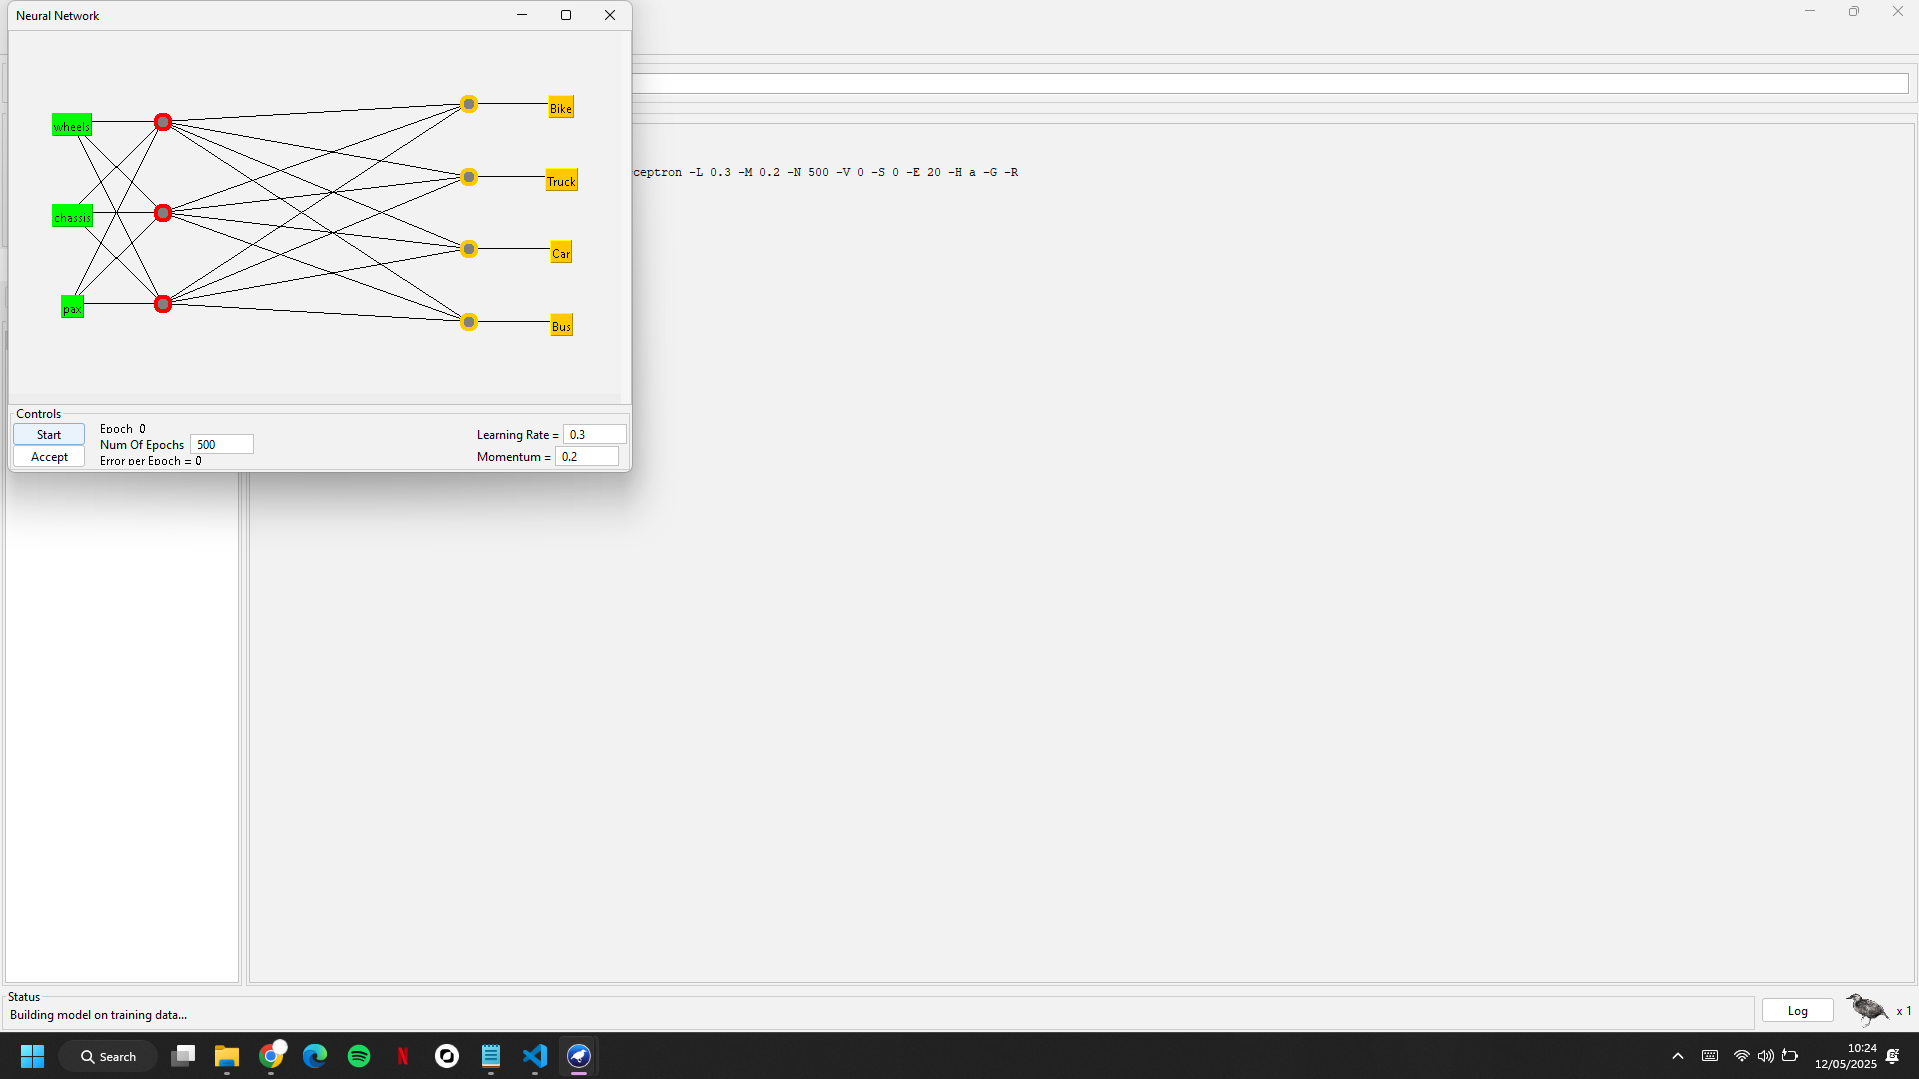 Neural Network
wheels
chassis
pax
Bike
Truck
Car
Bus
ceptron -L 0.3 -M 0.2 -N 500 -V 0 -S 0 -E 20 -H a -G -R
Controls
Start
Accept
Epoch 0
Num Of Epochs 500
Error per Epoch = 0
Learning Rate = 0.3
Momentum = 0.2
Status
Building model on training data...
Log
x 1
Search
10:24
12/05/2025